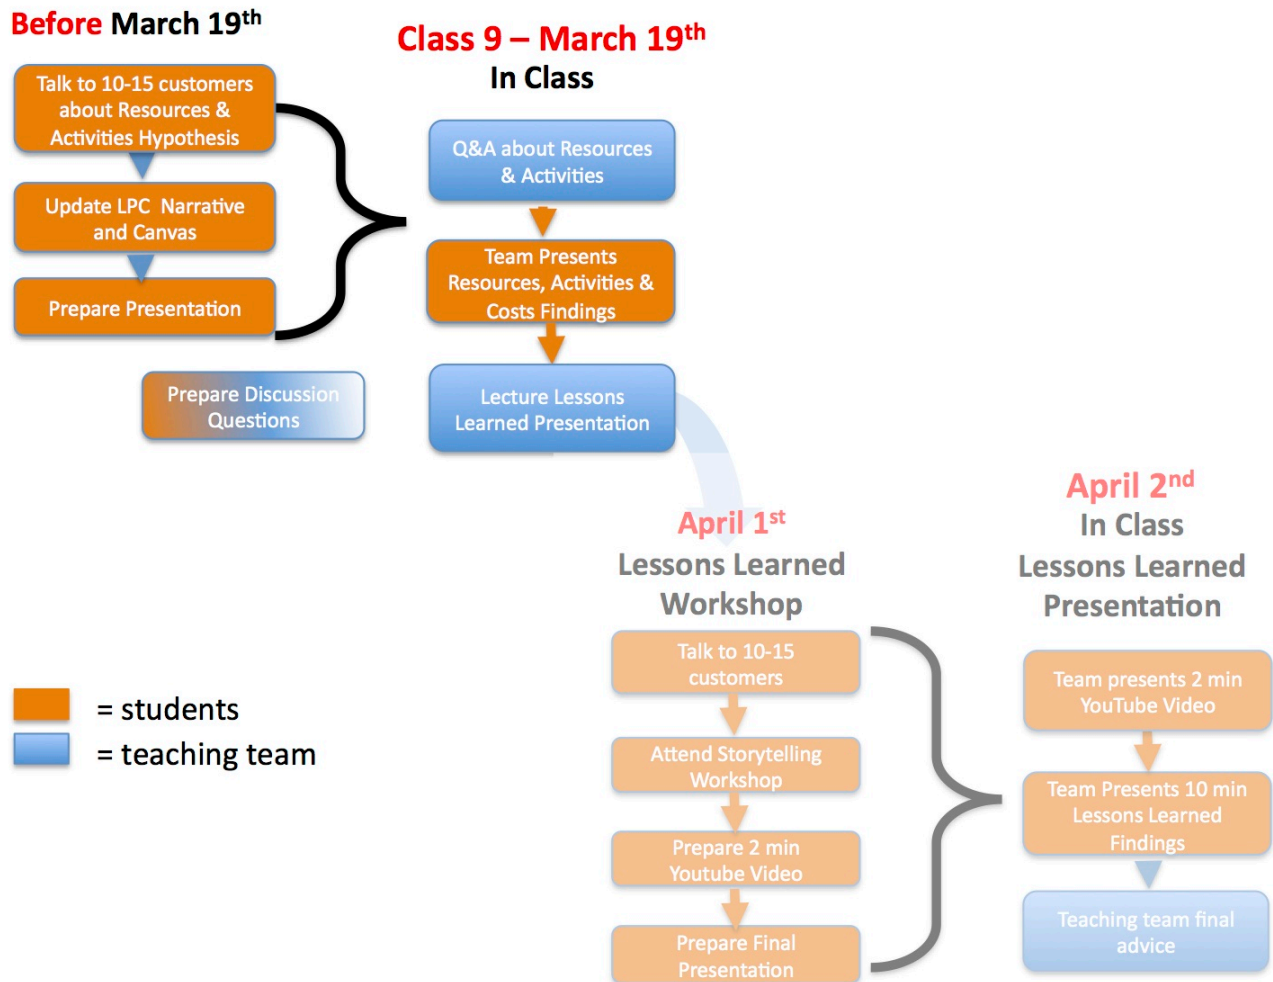 Before March 19th
Talk to 10-15 customers
about Resources &
Activities Hypothesis
Update LPC  Narrative
and Canvas
Prepare Presentation
Prepare Discussion
Questions
Class 9 – March 19th
In Class
Q&A about Resources
& Activities
Team Presents
Resources, Activities &
Costs Findings
Lecture Lessons
Learned Presentation
April 1st
Lessons Learned
Workshop
Talk to 10-15
customers
Attend Storytelling
Workshop
Prepare 2 min
Youtube Video
Prepare Final
Presentation
April 2nd
In Class
Lessons Learned
Presentation
Team presents 2 min
YouTube Video
Team Presents 10 min
Lessons Learned
Findings
Teaching team final
advice
= students
= teaching team